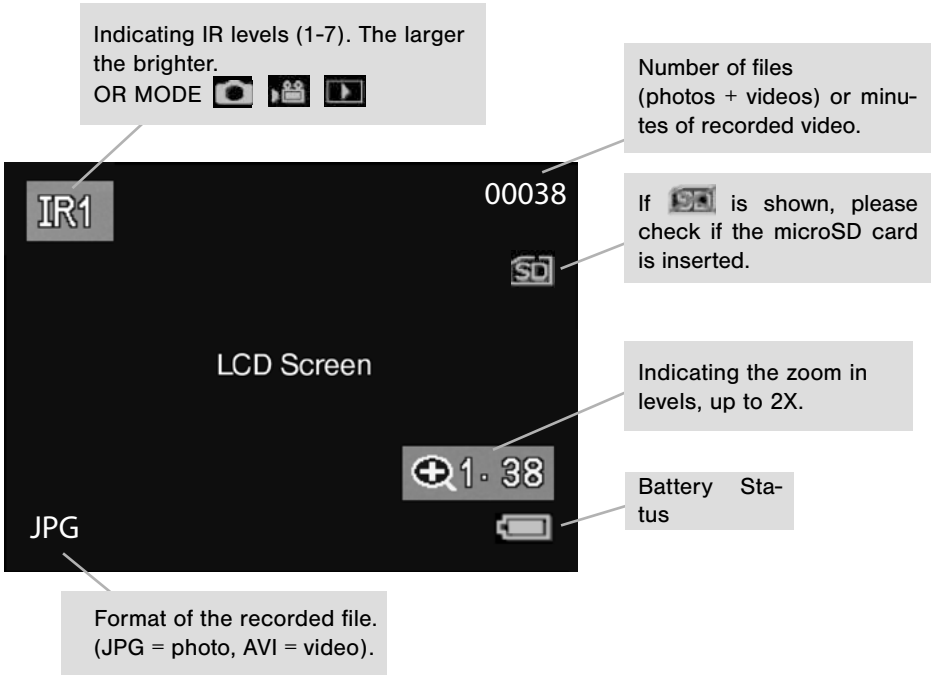 Indicating IR levels (1-7). The larger
the brighter.
OR MODE
Number of files
(photos + videos) or minu-
tes of recorded video.
IR1
00038
If SD is shown, please
check if the microSD card
is inserted.
SD
LCD Screen
Indicating the zoom in
levels, up to 2X.
1. 38
Battery Sta-
tus
JPG
Format of the recorded file.
(JPG = photo, AVI = video).